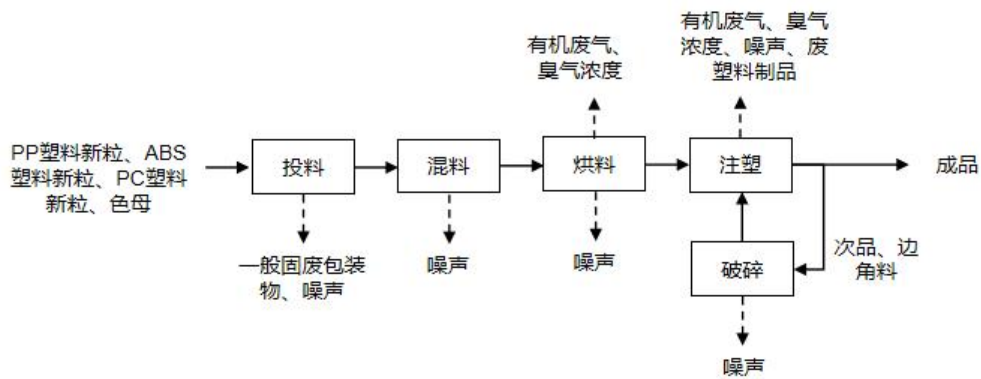 有机废气、臭气
浓度、噪声、废
塑料制品
有机废气、
臭气浓度
PP塑料新粒、ABS
塑料新粒、PC塑料
新粒、色母
投料
混料
烘料
注塑
成品
一般固废包装
物、噪声
噪声
噪声
破碎
次品、边
角料
噪声